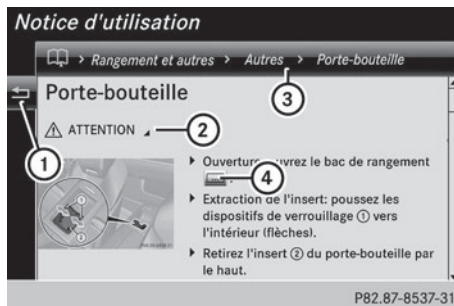 Notice d'utilisation
> Rangement et autres > Autres > Porte-bouteille
Porte-bouteille
3
ATTENTION
2
1
Ouverture: ouvrez le bac de rangement
4
Extraction de l'insert: poussez les
dispositifs de verrouillage ① vers
l'intérieur (flèches).
Retirez l'insert ② du porte-bouteille par
le haut.
P82.87-8537-31